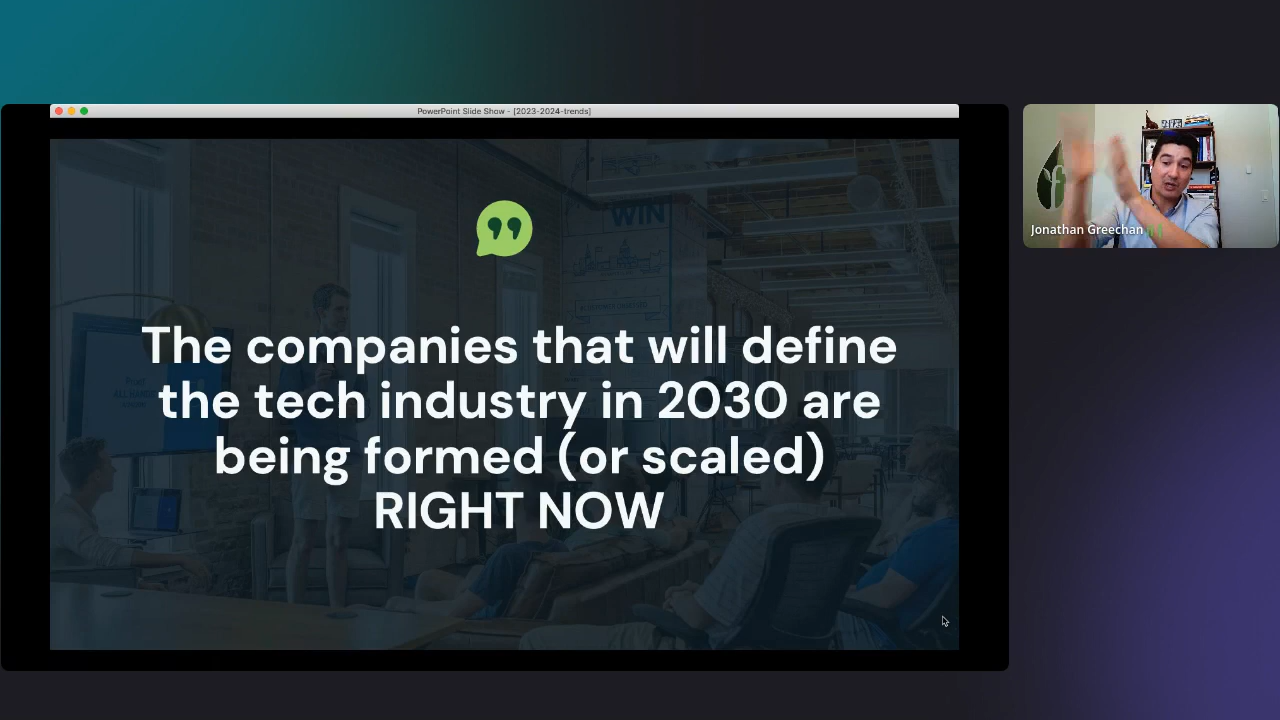 PowerPoint Slide Show - [2023-2024-trends]
WIN
The companies that will define
the tech industry in 2030 are
being formed (or scaled)
RIGHT NOW
Jonathan Greechan